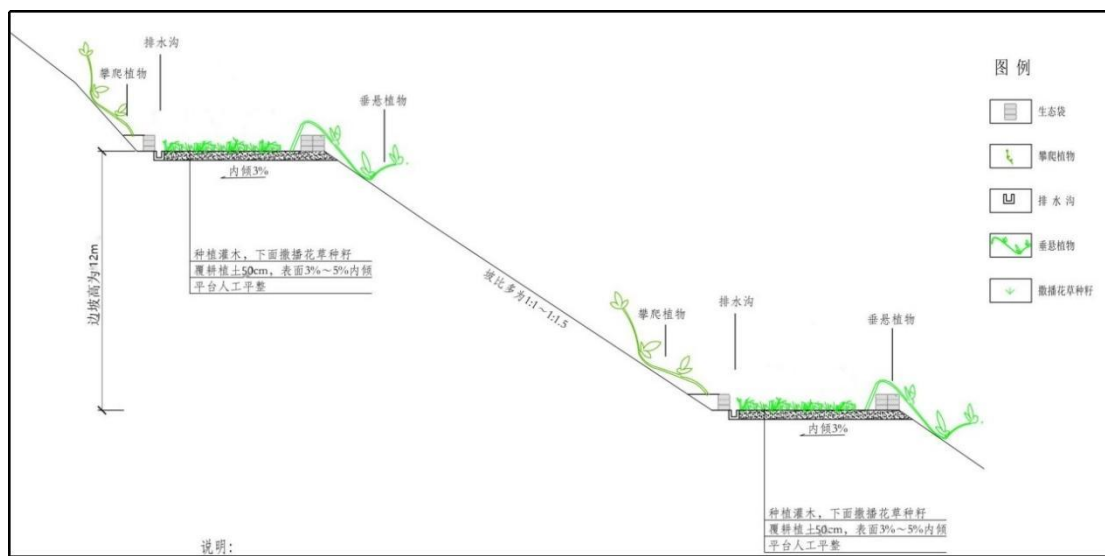 排水沟
攀爬植物
垂悬植物
内倾3%
种植灌木，下面撒播花草种籽
覆耕植土50cm，表面3%～5%内倾
平台人工平整
边坡高为12m
坡比多为1:1～1:1.5
攀爬植物
排水沟
垂悬植物
内倾3%
种植灌木，下面撒播花草种籽
覆耕植土50cm，表面3%～5%内倾
平台人工平整
说明：
图 例
生态袋
攀爬植物
排 水 沟
垂悬植物
撒播花草种籽